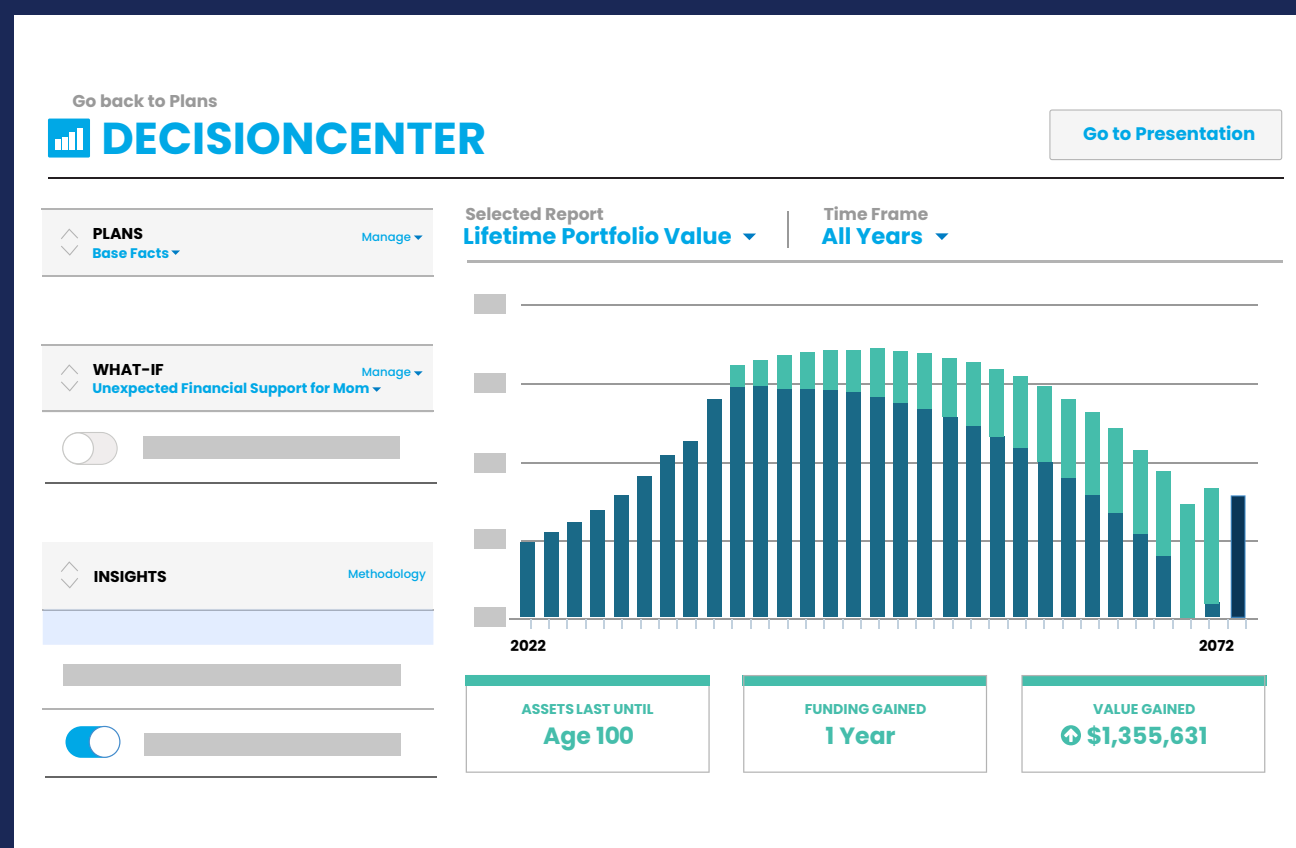 Go back to Plans
DECISIONCENTER
Go to Presentation
PLANS
Base Facts
Manage
WHAT-IF
Unexpected Financial Support for Mom
Manage
INSIGHTS
Methodology
Selected Report
Lifetime Portfolio Value
Time Frame
All Years
2022
2072
ASSETS LAST UNTIL
Age 100
FUNDING GAINED
1 Year
VALUE GAINED
$1,355,631